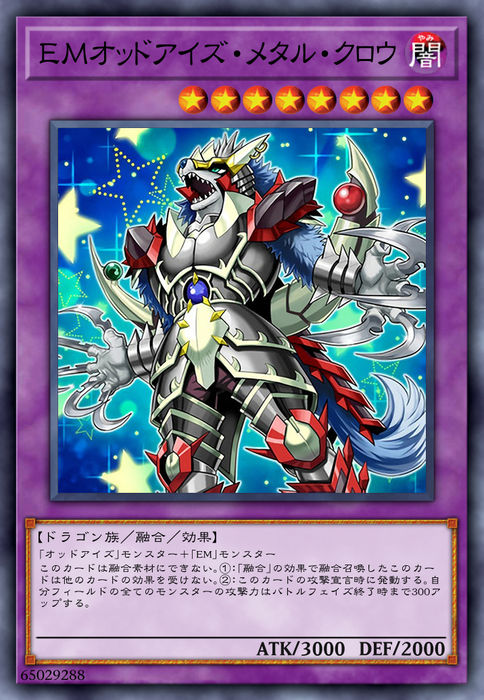 EMオッドアイズ・メタル・クロウ
やみ
闇
【ドラゴン族／融合／効果】
「オッドアイズ」モンスター＋「EM」モンスター
このカードは融合素材にできない。①：「融合」の効果で融合召喚したこのカー
ドは他のカードの効果を受けない。②：このカードの攻撃宣言時に発動する。自
分フィールドの全てのモンスターの攻撃力はバトルフェイズ終了時まで300ア
ップする。
ATK/3000 DEF/2000
65029288